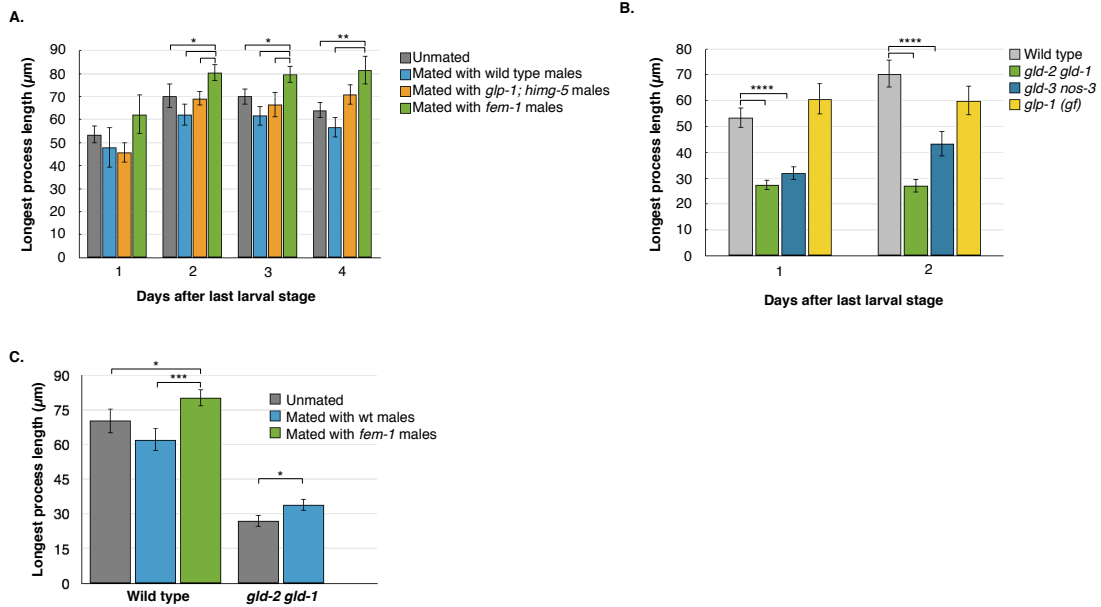 A.
Longest process length (µm)
90
80
70
60
50
40
30
20
10
0
*
*
**
1
2
3
4
Days after last larval stage
Unmated
Mated with wild type males
Mated with glp-1; himg-5 males
Mated with fem-1 males
B.
Longest process length (µm)
80
70
60
50
40
30
20
10
0
****
****
1
2
Days after last larval stage
Wild type
gld-2 gld-1
gld-3 nos-3
glp-1 (gf)
C.
Longest process length (µm)
90
75
60
45
30
15
0
*
***
*
Wild type
gld-2 gld-1
Unmated
Mated with wt males
Mated with fem-1 males